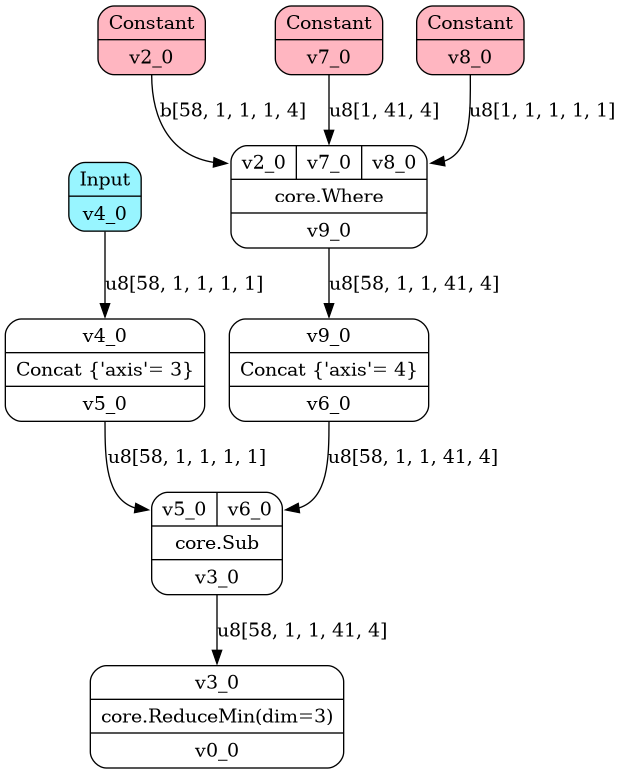 Constant
v2_0
Constant
v7_0
Constant
v8_0
b[58, 1, 1, 1, 4]
u8[1, 41, 4]
u8[1, 1, 1, 1, 1]
Input
v4_0
v2_0 v7_0 v8_0
core.Where
v9_0
u8[58, 1, 1, 1, 1]
u8[58, 1, 1, 41, 4]
v4_0
Concat {'axis'= 3}
v5_0
v9_0
Concat {'axis'= 4}
v6_0
u8[58, 1, 1, 1, 1]
u8[58, 1, 1, 41, 4]
v5_0 v6_0
core.Sub
v3_0
u8[58, 1, 1, 41, 4]
v3_0
core.ReduceMin(dim=3)
v0_0